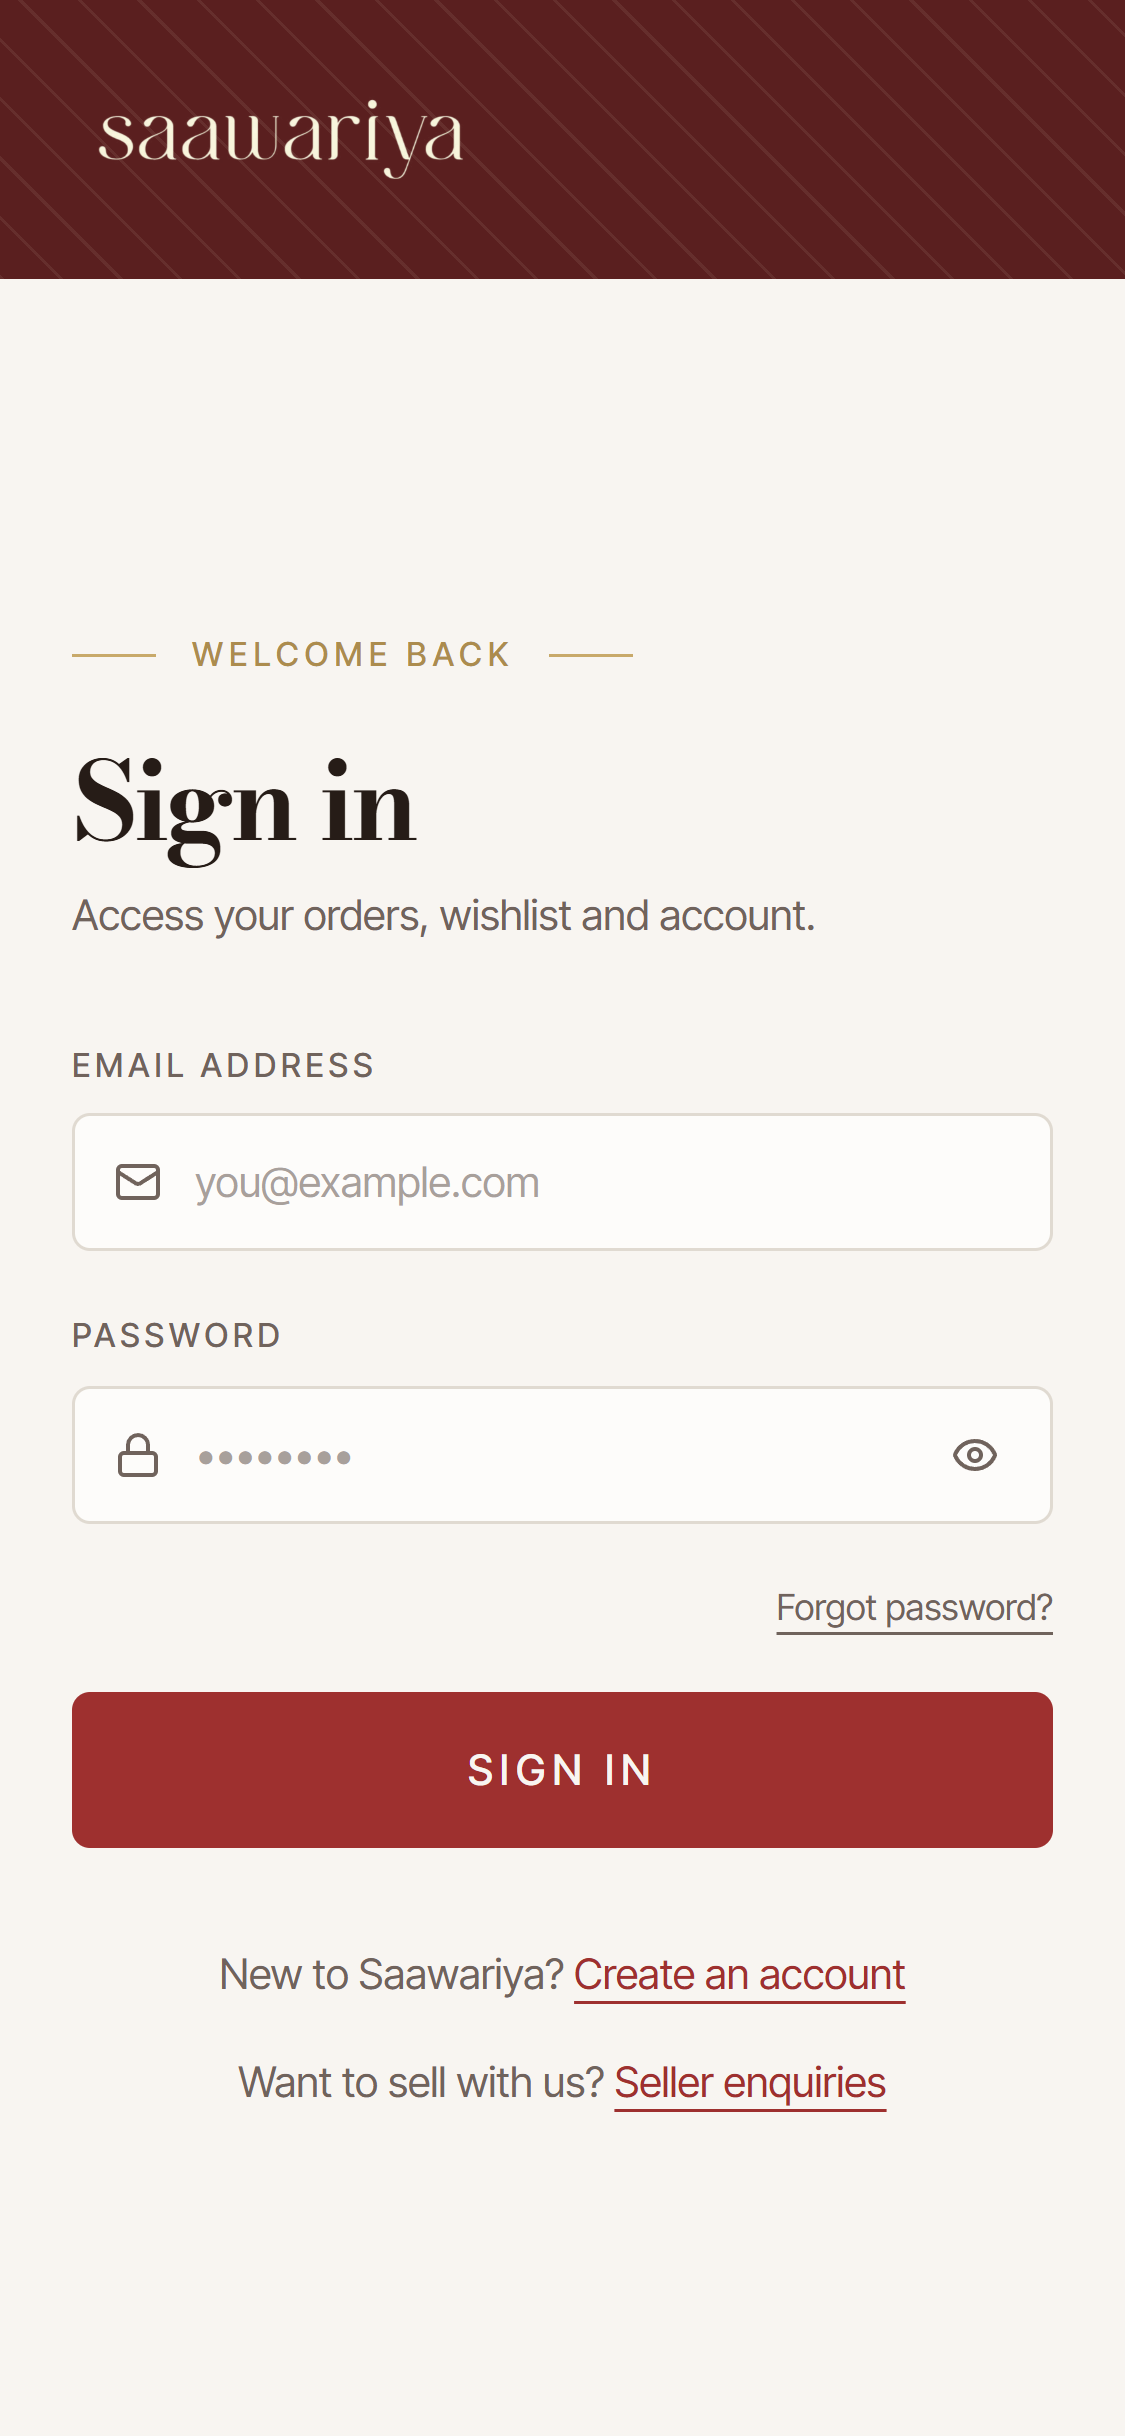 saawariya
WELCOME BACK
Sign in
Access your orders, wishlist and account.
EMAIL ADDRESS
you@example.com
PASSWORD
••••••••
Forgot password?
SIGN IN
New to Saawariya? Create an account
Want to sell with us? Seller enquiries